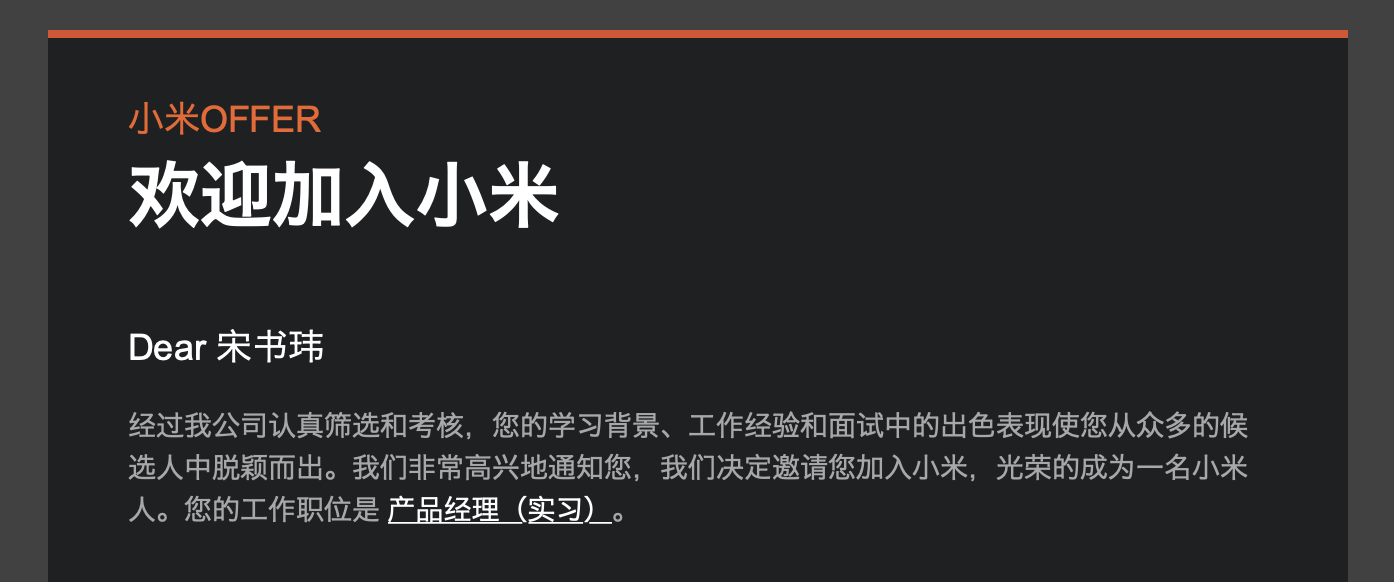 小米OFFER
欢迎加入小米
Dear 宋书玮
经过我公司认真筛选和考核，您的学习背景、工作经验和面试中的出色表现使您从众多的候
选人中脱颖而出。我们非常高兴地通知您，我们决定邀请您加入小米，光荣的成为一名小米
人。您的工作职位是 产品经理（实习） 。